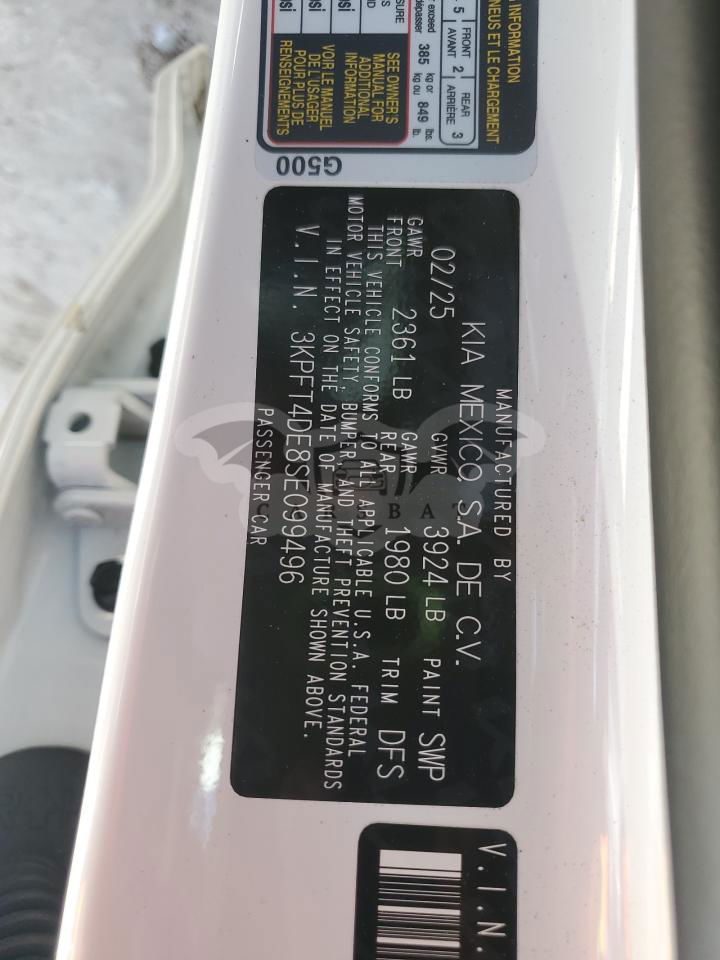 INFORMATION
NEUS ET LE CHARGEMENT
5 FRONT AVANT 2 REAR ARRIÈRE 3
exceed 385 kg or 849 lbs.
dépasser kg ou lb.
SEE OWNER'S
MANUAL FOR
ADDITIONAL
INFORMATION
VOIR LE MANUEL
DE L'USAGER
POUR PLUS DE
RENSEIGNEMENTS
G500
MANUFACTURED BY
KIA MEXICO, S.A. DE C.V.
02/25 GVWR 3924 LB PAINT SWP
GAWR FRONT 2361 LB GAWR REAR 1980 LB TRIM DFS
THIS VEHICLE CONFORMS TO ALL APPLICABLE U.S.A. FEDERAL
MOTOR VEHICLE SAFETY, BUMPER, AND THEFT PREVENTION STANDARDS
IN EFFECT ON THE DATE OF MANUFACTURE SHOWN ABOVE.
V.I.N. 3KPFT4DE8SE099496
PASSENGER CAR
V.I.N.